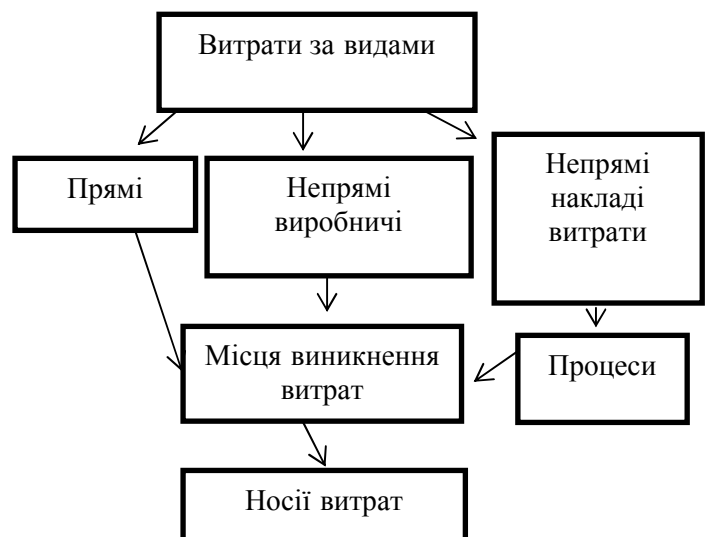 Витрати за видами
Прямі
Непрямі
виробничі
Непрямі
накладі
витрати
Місця виникнення
витрат
Процеси
Носії витрат